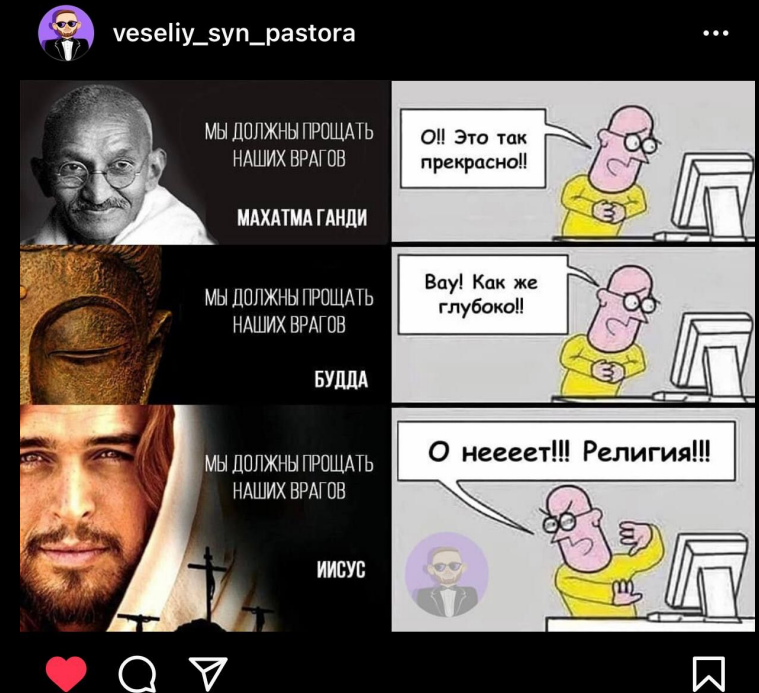 veseliy_syn_pastora
МЫ ДОЛЖНЫ ПРОЩАТЬ
НАШИХ ВРАГОВ
МАХАТМА ГАНДИ
О!! Это так
прекрасно!!
МЫ ДОЛЖНЫ ПРОЩАТЬ
НАШИХ ВРАГОВ
БУДДА
Вау! Как же
глубоко!!
МЫ ДОЛЖНЫ ПРОЩАТЬ
НАШИХ ВРАГОВ
ИИСУС
О неееет!!! Религия!!!